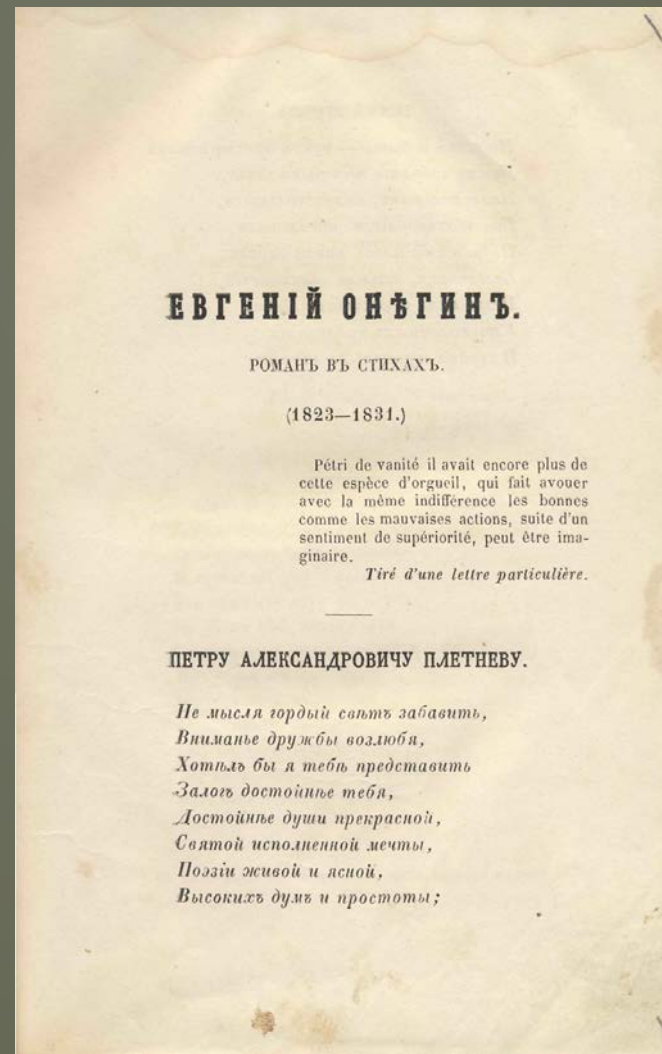 ЕВГЕНІЙ ОНѢГИНЪ.
РОМАНЪ ВЪ СТИХАХЪ.
(1823—1831.)
Pétri de vanité il avait encore plus de
cette espèce d'orgueil, qui fait avouer
avec la même indifférence les bonnes
comme les mauvaises actions, suite d'un
sentiment de supériorité, peut être ima-
ginaire.
Tiré d'une lettre particulière.
ПЕТРУ АЛЕКСАНДРОВИЧУ ПЛЕТНЕВУ.
Не мысля гордый свѣтъ забавить,
Вниманье дружбы возлюбя,
Хотѣлъ бы я тебѣ представить
Залогъ достойнѣе тебя,
Достойнѣе души прекрасной,
Святой исполненной мечты,
Поэзіи живой и ясной,
Высокихъ думъ и простоты;